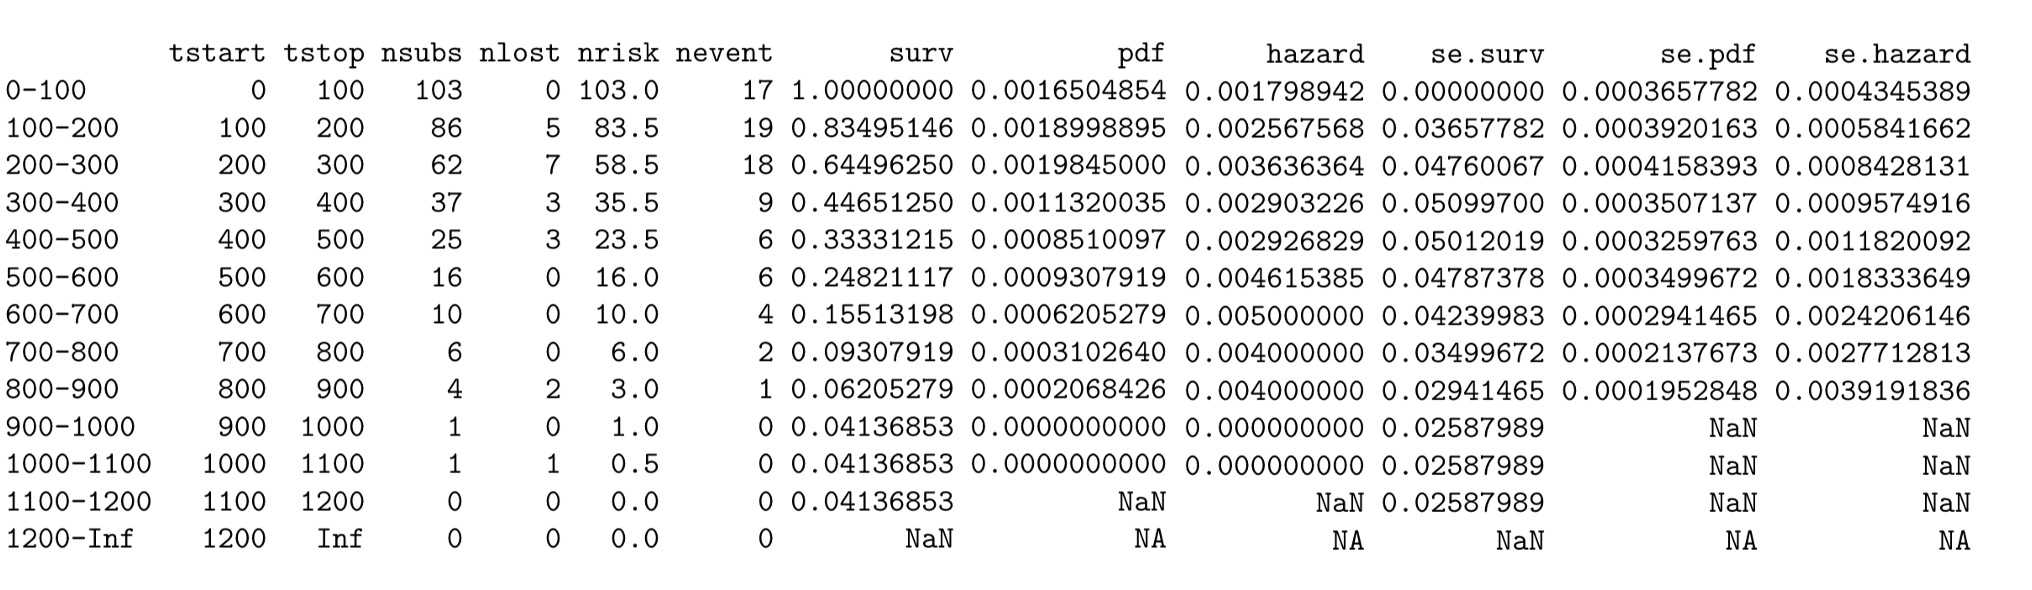 tstart tstop nsubs nlost nrisk nevent surv pdf hazard se.surv se.pdf se.hazard
0-100 0 100 103 0 103.0 17 1.00000000 0.0016504854 0.001798942 0.00000000 0.0003657782 0.0004345389
100-200 100 200 86 5 83.5 19 0.83495146 0.0018998895 0.002567568 0.03657782 0.0003920163 0.0005841662
200-300 200 300 62 7 58.5 18 0.64496250 0.0019845000 0.003636364 0.04760067 0.0004158393 0.0008428131
300-400 300 400 37 3 35.5 9 0.44651250 0.0011320035 0.002903226 0.05099700 0.0003507137 0.0009574916
400-500 400 500 25 3 23.5 6 0.33331215 0.0008510097 0.002926829 0.05012019 0.0003259763 0.0011820092
500-600 500 600 16 0 16.0 6 0.24821117 0.0009307919 0.004615385 0.04787378 0.0003499672 0.0018333649
600-700 600 700 10 0 10.0 4 0.15513198 0.0006205279 0.005000000 0.04239983 0.0002941465 0.0024206146
700-800 700 800 6 0 6.0 2 0.09307919 0.0003102640 0.004000000 0.03499672 0.0002137673 0.0027712813
800-900 800 900 4 2 3.0 1 0.06205279 0.0002068426 0.004000000 0.02941465 0.0001952848 0.0039191836
900-1000 900 1000 1 0 1.0 0 0.04136853 0.0000000000 0.000000000 0.02587989 NaN NaN
1000-1100 1000 1100 1 1 0.5 0 0.04136853 0.0000000000 0.000000000 0.02587989 NaN NaN
1100-1200 1100 1200 0 0 0.0 0 0.04136853 NaN NaN 0.02587989 NaN NaN
1200-Inf 1200 Inf 0 0 0.0 0 NaN NA NA NaN NA NA